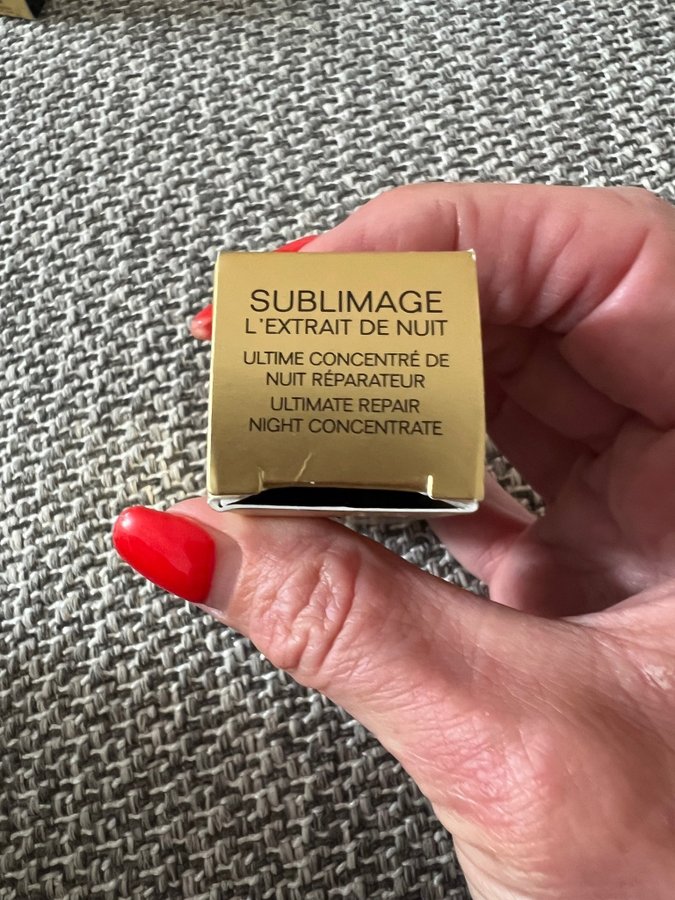 SUBLIMAGE
L'EXTRAIT DE NUIT
ULTIME CONCENTRÉ DE
NUIT RÉPARATEUR
ULTIMATE REPAIR
NIGHT CONCENTRATE